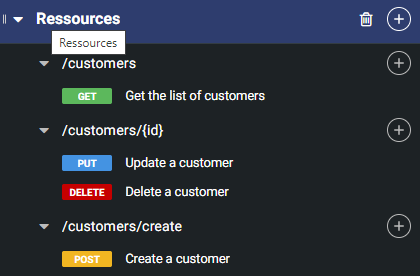 Ressources
Ressources
/customers
GET Get the list of customers
/customers/{id}
PUT Update a customer
DELETE Delete a customer
/customers/create
POST Create a customer